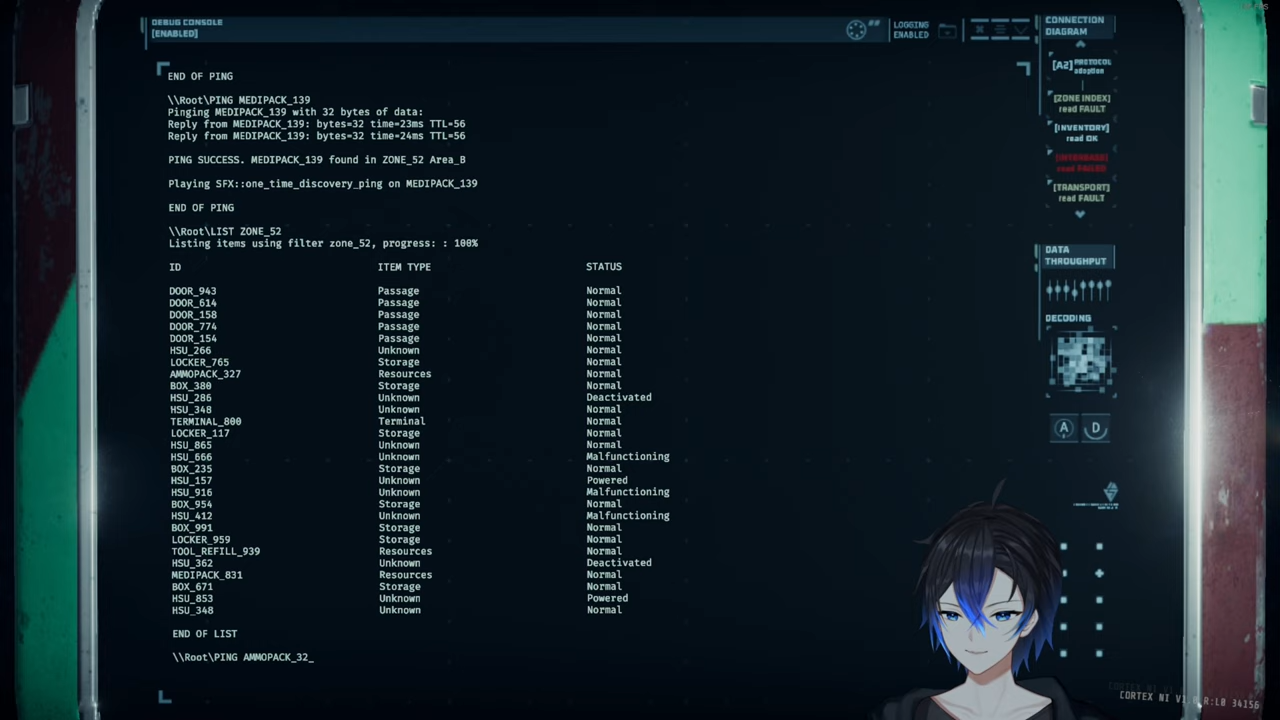 DEBUG CONSOLE
[ENABLED]
LOGGING
ENABLED
END OF PING
\\Root\PING MEDIPACK_139
Pinging MEDIPACK_139 with 32 bytes of data:
Reply from MEDIPACK_139: bytes=32 time=23ms TTL=56
Reply from MEDIPACK_139: bytes=32 time=24ms TTL=56
PING SUCCESS. MEDIPACK_139 found in ZONE_52 Area_B
Playing SFX::one_time_discovery_ping on MEDIPACK_139
END OF PING
\\Root\LIST ZONE_52
Listing items using filter zone_52, progress: : 100%
ID ITEM TYPE STATUS
DOOR_943 Passage Normal
DOOR_614 Passage Normal
DOOR_158 Passage Normal
DOOR_774 Passage Normal
DOOR_154 Passage Normal
HSU_266 Unknown Normal
LOCKER_765 Storage Normal
AMMOPACK_327 Resources Normal
BOX_380 Storage Normal
HSU_286 Unknown Deactivated
HSU_348 Unknown Normal
TERMINAL_800 Terminal Normal
LOCKER_117 Storage Normal
HSU_865 Unknown Normal
HSU_666 Unknown Malfunctioning
BOX_235 Storage Normal
HSU_157 Unknown Powered
HSU_916 Unknown Malfunctioning
BOX_954 Storage Normal
HSU_412 Unknown Malfunctioning
BOX_991 Storage Normal
LOCKER_959 Storage Normal
TOOL_REFILL_939 Resources Normal
HSU_362 Unknown Deactivated
MEDIPACK_831 Resources Normal
BOX_671 Storage Normal
HSU_853 Unknown Powered
HSU_348 Unknown Normal
END OF LIST
\\Root\PING AMMOPACK_32_
CONNECTION
DIAGRAM
[A2] PROTOCOL
adaption
[ZONE INDEX]
read FAULT
[INVENTORY]
read OK
read FAILED
[TRANSPORT]
read FAULT
DATA
THROUGHPUT
DECODING
A D
CORTEX NI R:L0 34156